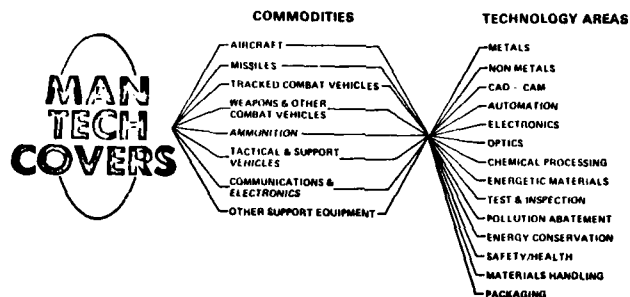 MAN
TECH
COVERS
COMMODITIES
AIRCRAFT
MISSILES
TRACKED COMBAT VEHICLES
WEAPONS & OTHER
COMBAT VEHICLES
AMMUNITION
TACTICAL & SUPPORT
VEHICLES
COMMUNICATIONS &
ELECTRONICS
OTHER SUPPORT EQUIPMENT
TECHNOLOGY AREAS
METALS
NON METALS
CAD - CAM
AUTOMATION
ELECTRONICS
OPTICS
CHEMICAL PROCESSING
ENERGETIC MATERIALS
TEST & INSPECTION
POLLUTION ABATEMENT
ENERGY CONSERVATION
SAFETY/HEALTH
MATERIALS HANDLING
PACKAGING